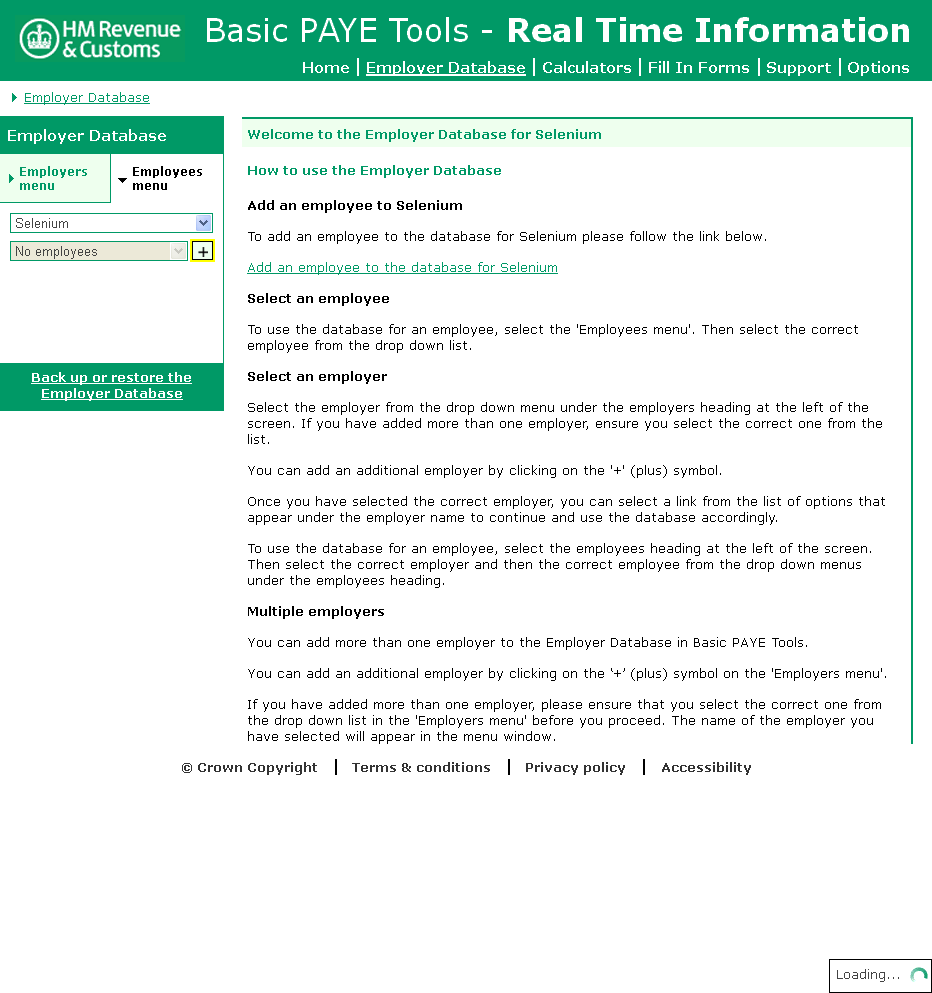 HM Revenue
& Customs
Basic PAYE Tools - Real Time Information
Home | Employer Database | Calculators | Fill In Forms | Support | Options
Employer Database
Employer Database
Employers
menu
Employees
menu
Selenium
No employees
+
Back up or restore the
Employer Database
Welcome to the Employer Database for Selenium
How to use the Employer Database
Add an employee to Selenium
To add an employee to the database for Selenium please follow the link below.
Add an employee to the database for Selenium
Select an employee
To use the database for an employee, select the 'Employees menu'. Then select the correct
employee from the drop down list.
Select an employer
Select the employer from the drop down menu under the employers heading at the left of the
screen. If you have added more than one employer, ensure you select the correct one from the
list.
You can add an additional employer by clicking on the '+' (plus) symbol.
Once you have selected the correct employer, you can select a link from the list of options that
appear under the employer name to continue and use the database accordingly.
To use the database for an employee, select the employees heading at the left of the screen.
Then select the correct employer and then the correct employee from the drop down menus
under the employees heading.
Multiple employers
You can add more than one employer to the Employer Database in Basic PAYE Tools.
You can add an additional employer by clicking on the ‘+’ (plus) symbol on the 'Employers menu'.
If you have added more than one employer, please ensure that you select the correct one from
the drop down list in the 'Employers menu' before you proceed. The name of the employer you
have selected will appear in the menu window.
© Crown Copyright | Terms & conditions | Privacy policy | Accessibility
Loading...